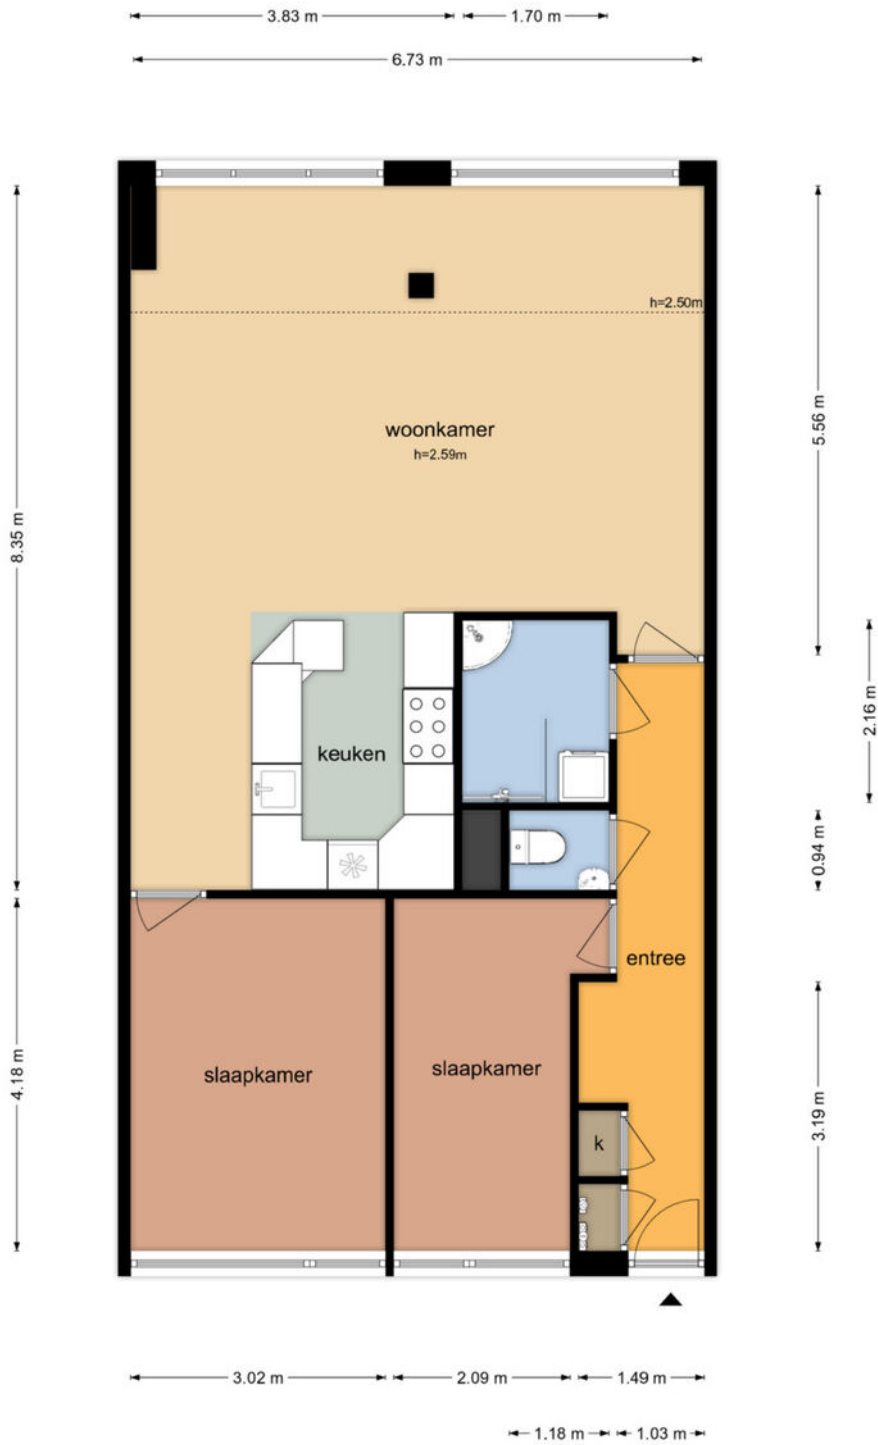 3.83 m 1.70 m
6.73 m
h=2.50m
woonkamer
h=2.59m
5.56 m
8.35 m
2.16 m
keuken
0.94 m
entree
slaapkamer
slaapkamer
4.18 m
3.19 m
k
3.02 m 2.09 m 1.49 m
1.18 m 1.03 m